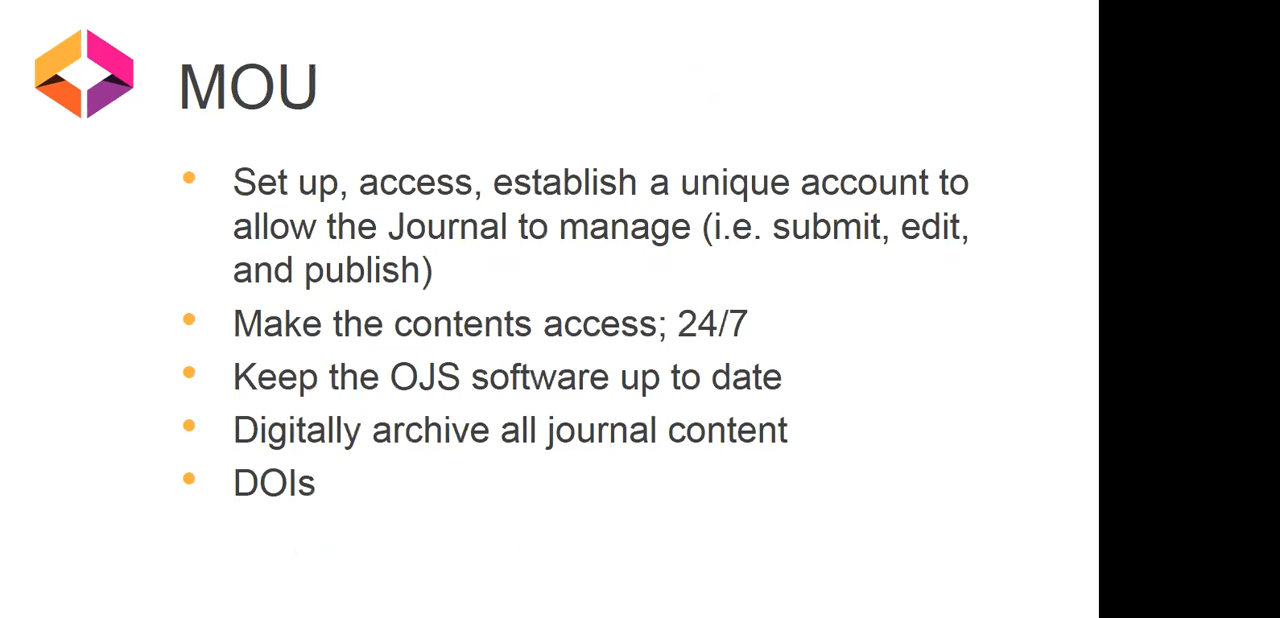 MOU
• Set up, access, establish a unique account to
allow the Journal to manage (i.e. submit, edit,
and publish)
• Make the contents access; 24/7
• Keep the OJS software up to date
• Digitally archive all journal content
• DOIs